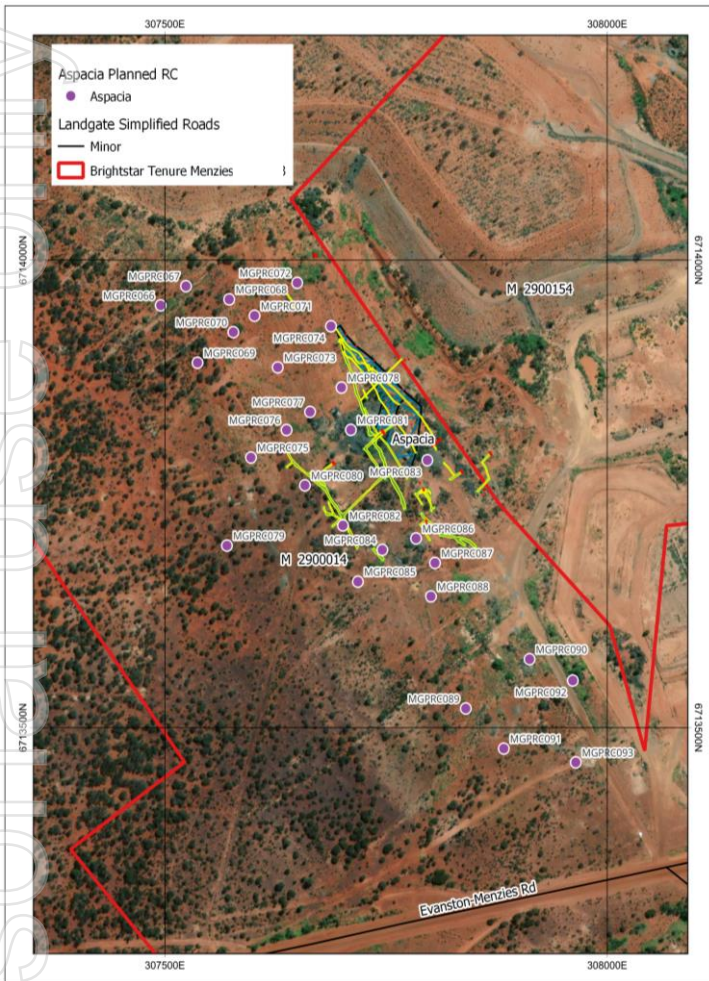 307500E
308000E
Aspacia Planned RC
Aspacia
Landgate Simplified Roads
Minor
Brightstar Tenure Menzies
6714000N
6714000N
M 2900154
MGPRC067
MGPRC072
MGPRC066
MGPRC068
MGPRC071
MGPRC070
MGPRC074
MGPRC069
MGPRC073
MGPRC078
MGPRC077
MGPRC076
MGPRC081
Aspacia
MGPRC075
MGPRC083
MGPRC080
MGPRC082
MGPRC079
MGPRC084
MGPRC086
M 2900014
MGPRC087
MGPRC085
MGPRC088
MGPRC090
MGPRC092
MGPRC089
6713500N
6713500N
MGPRC091
MGPRC093
Evanston-Menzies Rd
307500E
308000E